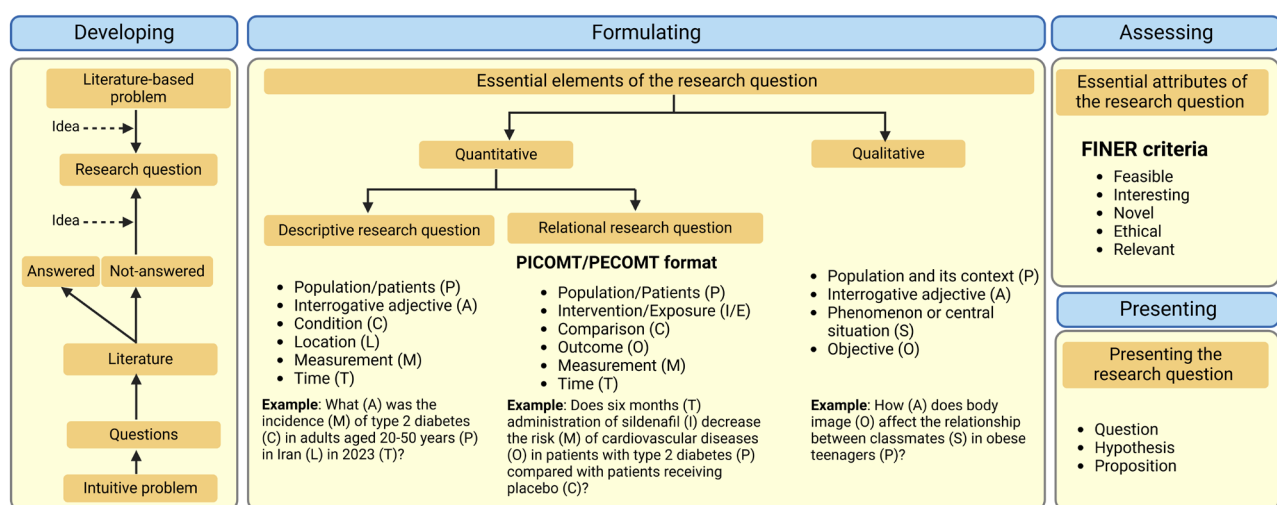 Developing
Literature-based
problem
Idea
Research question
Idea
Answered
Not-answered
Literature
Questions
Intuitive problem
Formulating
Essential elements of the research question
Quantitative
Qualitative
Descriptive research question
• Population/patients (P)
• Interrogative adjective (A)
• Condition (C)
• Location (L)
• Measurement (M)
• Time (T)
Example: What (A) was the
incidence (M) of type 2 diabetes
(C) in adults aged 20-50 years (P)
in Iran (L) in 2023 (T)?
Relational research question
PICOMT/PECOMT format
• Population/Patients (P)
• Intervention/Exposure (I/E)
• Comparison (C)
• Outcome (O)
• Measurement (M)
• Time (T)
Example: Does six months (T)
administration of sildenafil (I) decrease
the risk (M) of cardiovascular diseases
(O) in patients with type 2 diabetes (P)
compared with patients receiving
placebo (C)?
• Population and its context (P)
• Interrogative adjective (A)
• Phenomenon or central
situation (S)
• Objective (O)
Example: How (A) does body
image (O) affect the relationship
between classmates (S) in obese
teenagers (P)?
Assessing
Essential attributes of
the research question
FINER criteria
• Feasible
• Interesting
• Novel
• Ethical
• Relevant
Presenting
Presenting the
research question
• Question
• Hypothesis
• Proposition